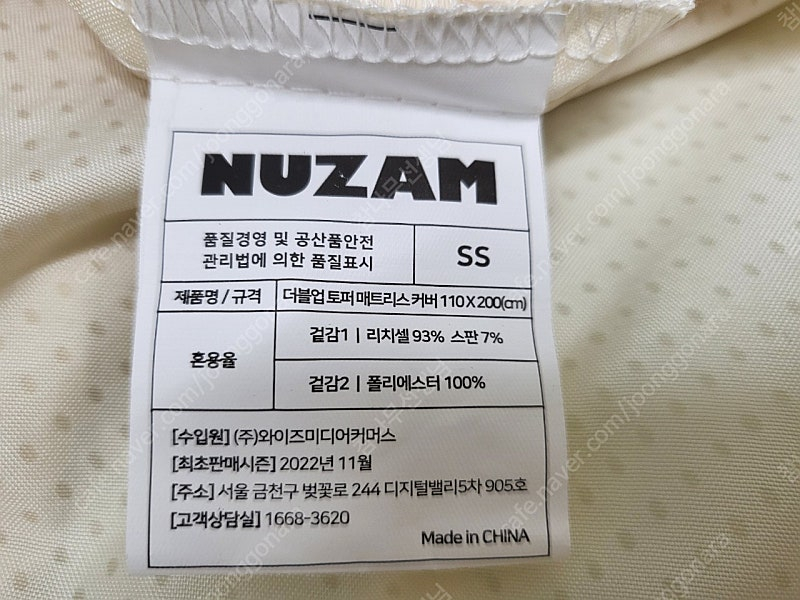 NUZAM
품질경영 및 공산품안전
관리법에 의한 품질표시
SS
제품명 / 규격
더블업 토퍼 매트리스 커버 110 X 200(cm)
혼용율
겉감1 | 리치셀 93% 스판 7%
겉감2 | 폴리에스터 100%
[수입원] (주)와이즈미디어커머스
[최초판매시즌] 2022년 11월
[주소] 서울 금천구 벚꽃로 244 디지털밸리5차 905호
[고객상담실] 1668-3620
Made in CHINA
cafe.naver.com/joonggonara